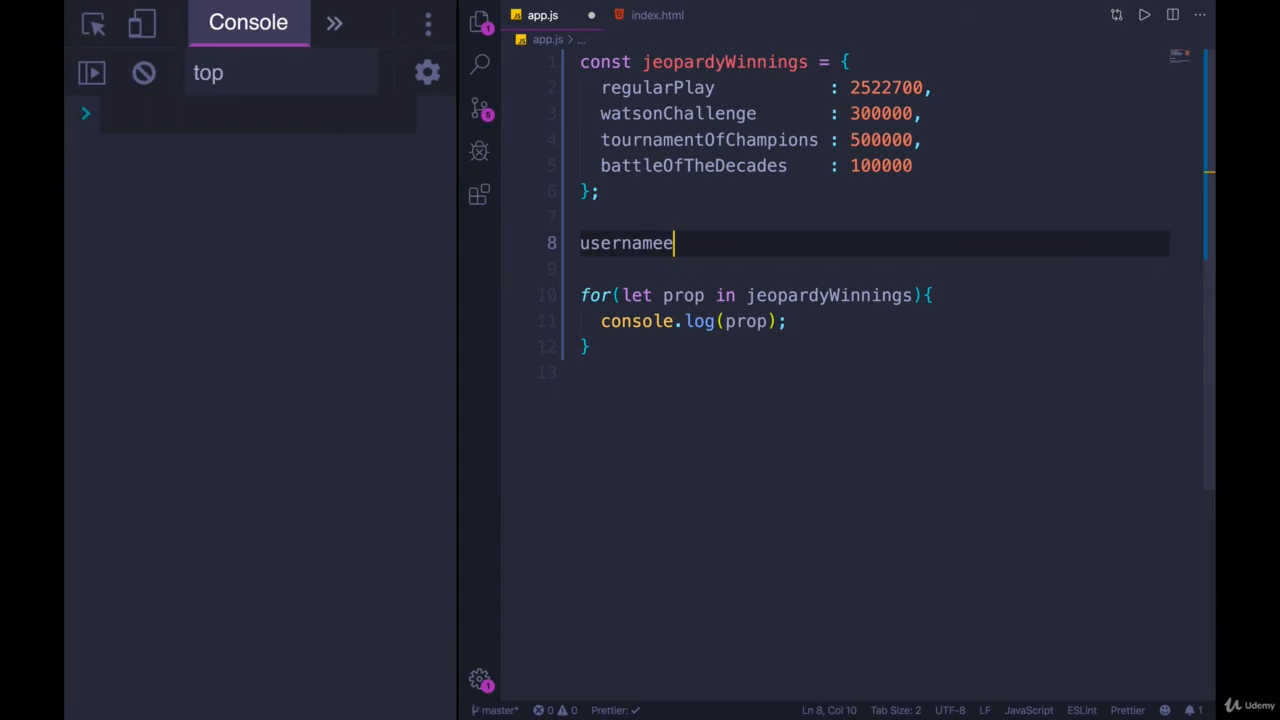 Console
top
app.js
index.html
app.js > ...
1 const jeopardyWinnings = {
2 regularPlay : 2522700,
3 watsonChallenge : 300000,
4 tournamentOfChampions : 500000,
5 battleOfTheDecades : 100000
6 };
7
8 usernamee
9
10 for(let prop in jeopardyWinnings){
11 console.log(prop);
12 }
13
1
5
1
master* 0 0 Prettier: ✓ Ln 8, Col 10 Tab Size: 2 UTF-8 LF JavaScript ESLint Prettier 1
Udemy